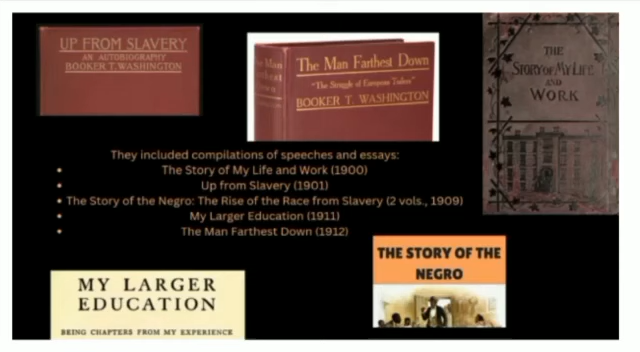 UP FROM SLAVERY
AN AUTOBIOGRAPHY
BOOKER T. WASHINGTON
The Man Farthest Down
The Man Farthest Down
"The Struggle of European Toilers"
BOOKER T. WASHINGTON
THE
STORY OF MY LIFE
AND
WORK
They included compilations of speeches and essays:
• The Story of My Life and Work (1900)
• Up from Slavery (1901)
• The Story of the Negro: The Rise of the Race from Slavery (2 vols., 1909)
• My Larger Education (1911)
• The Man Farthest Down (1912)
THE STORY OF THE
NEGRO
MY LARGER
EDUCATION
BEING CHAPTERS FROM MY EXPERIENCE